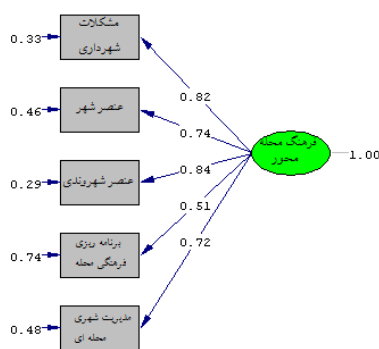 مشکلات
شهرداری
0.33
عنصر شهر
0.46
عنصر شهروندی
0.29
برنامه ریزی
فرهنگی محله
0.74
مدیریت شهری
محله ای
0.48
0.82
0.74
0.84
0.51
0.72
فرهنگ محله
محور
1.00